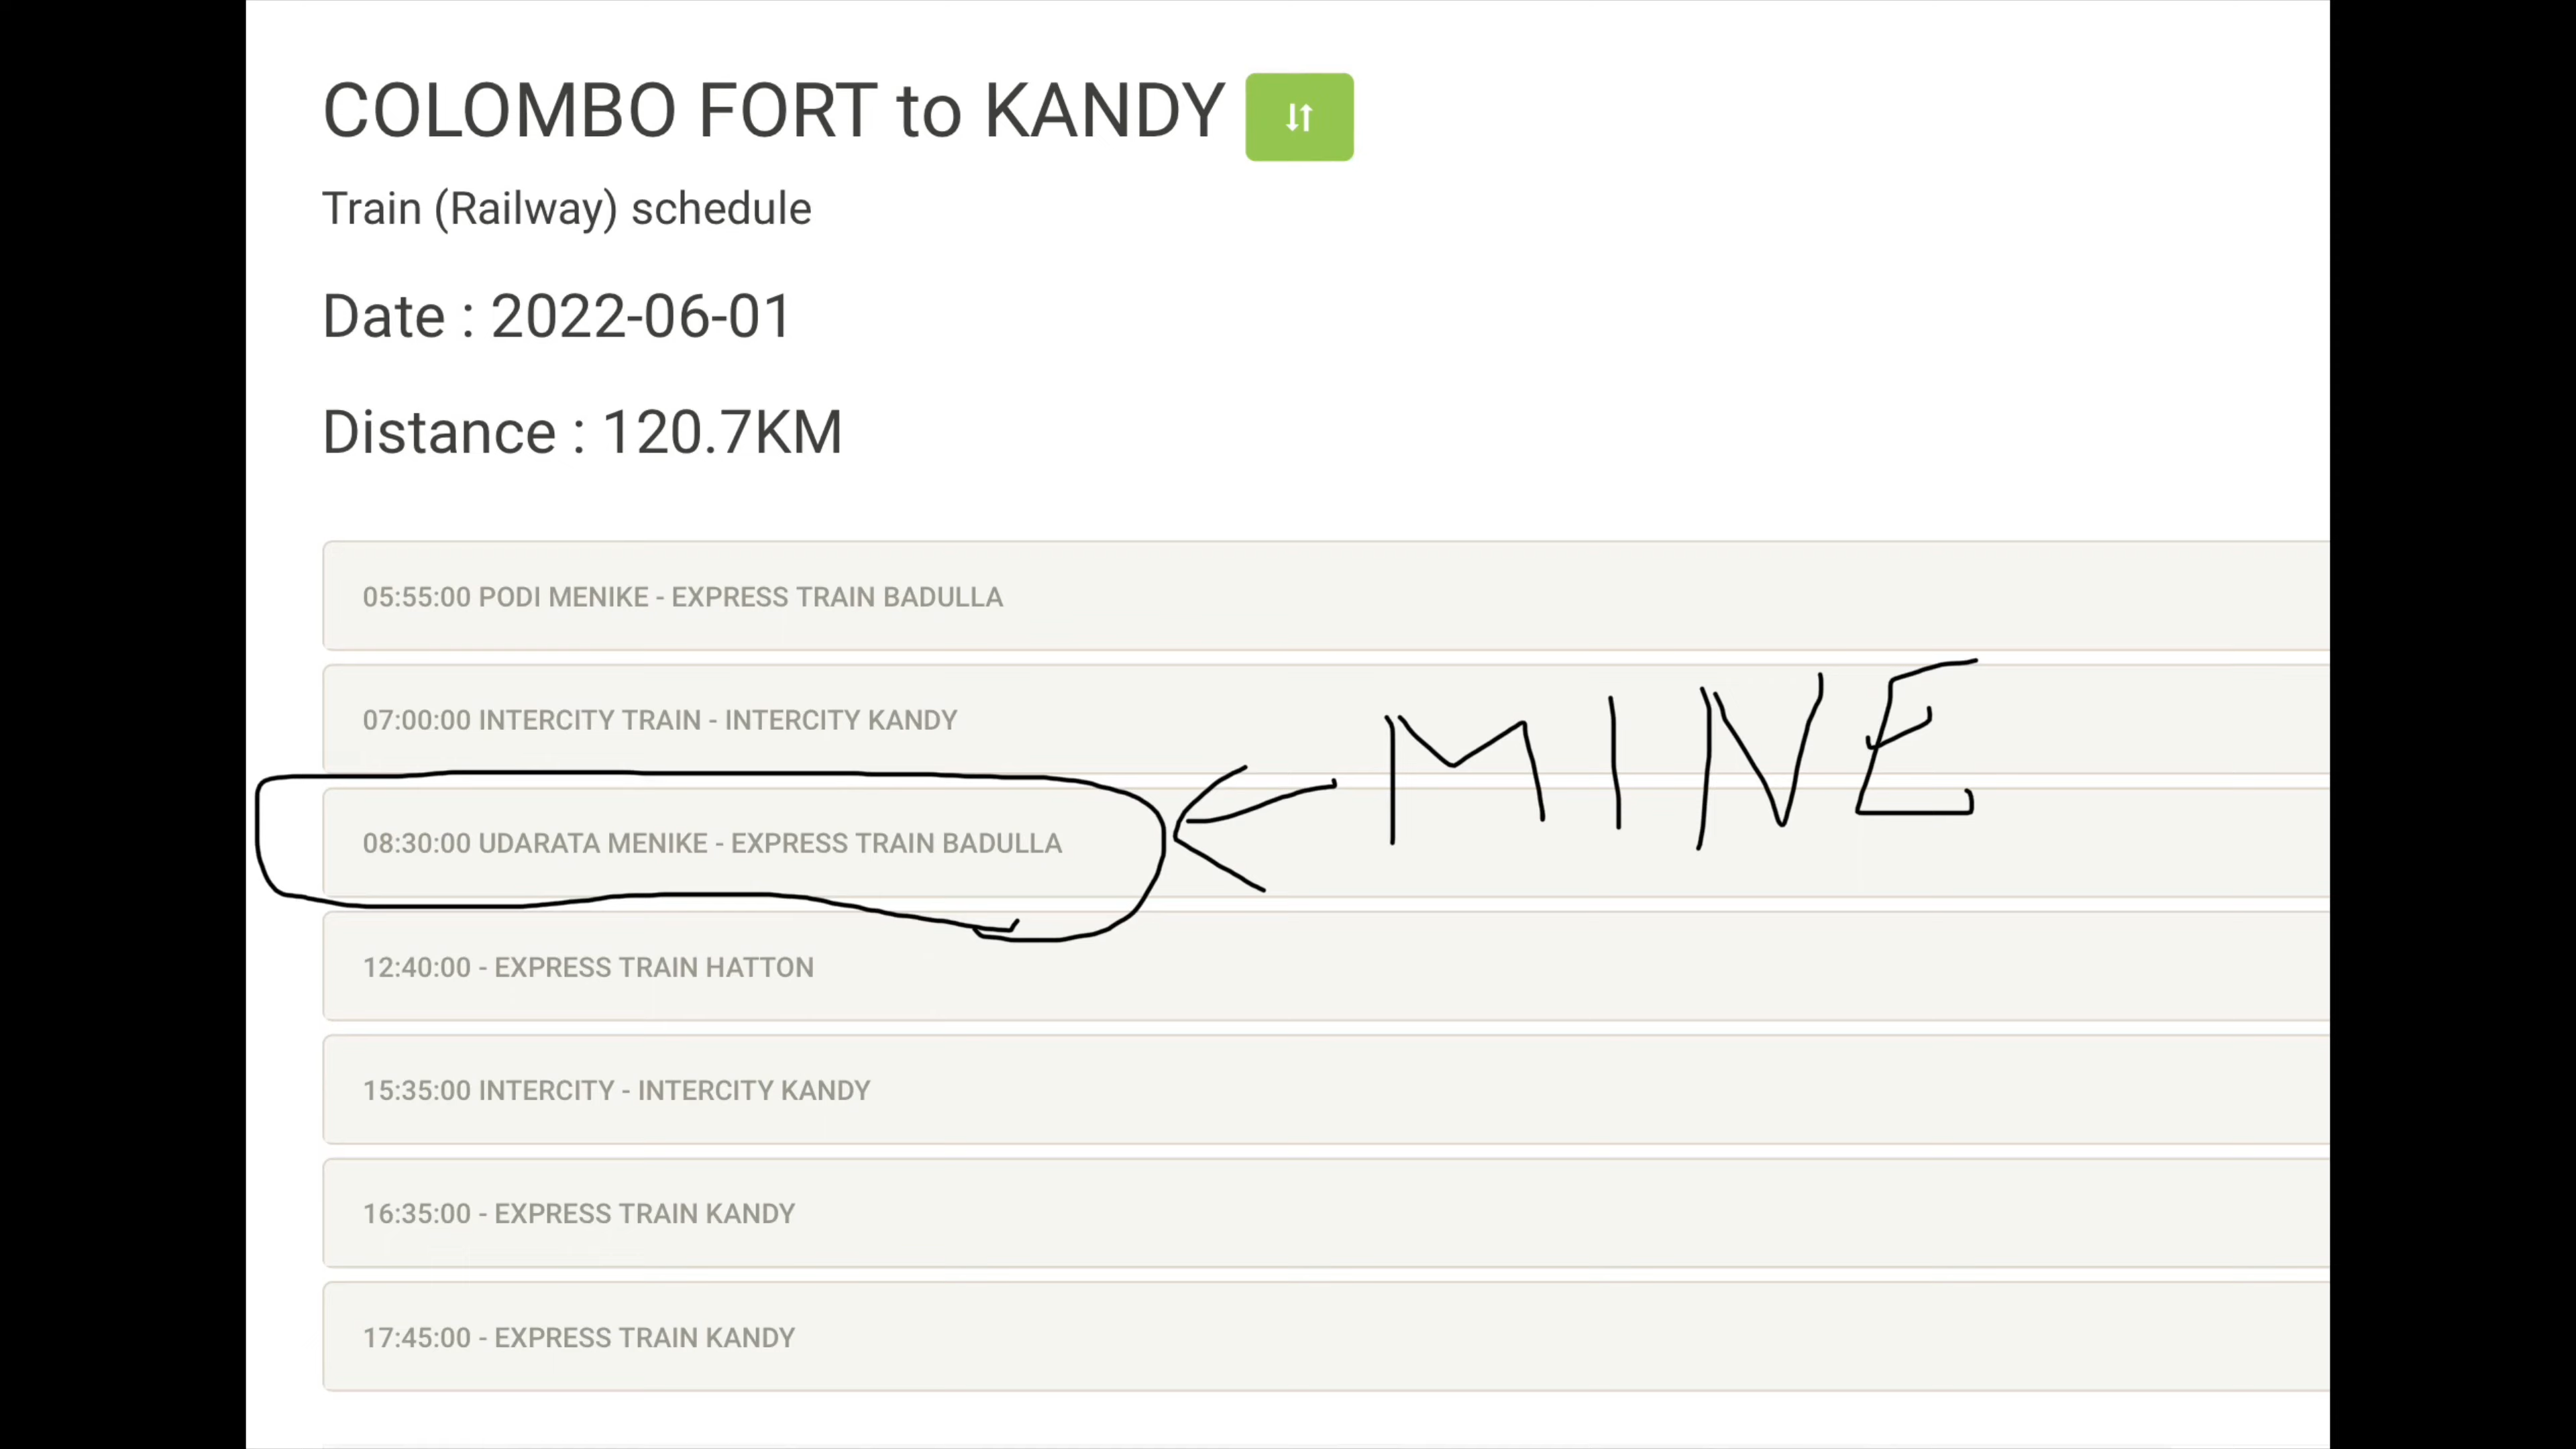 COLOMBO FORT to KANDY
Train (Railway) schedule
Date : 2022-06-01
Distance : 120.7KM
05:55:00 PODI MENIKE - EXPRESS TRAIN BADULLA
07:00:00 INTERCITY TRAIN - INTERCITY KANDY
MINE
08:30:00 UDARATA MENIKE - EXPRESS TRAIN BADULLA
12:40:00 - EXPRESS TRAIN HATTON
15:35:00 INTERCITY - INTERCITY KANDY
16:35:00 - EXPRESS TRAIN KANDY
17:45:00 - EXPRESS TRAIN KANDY